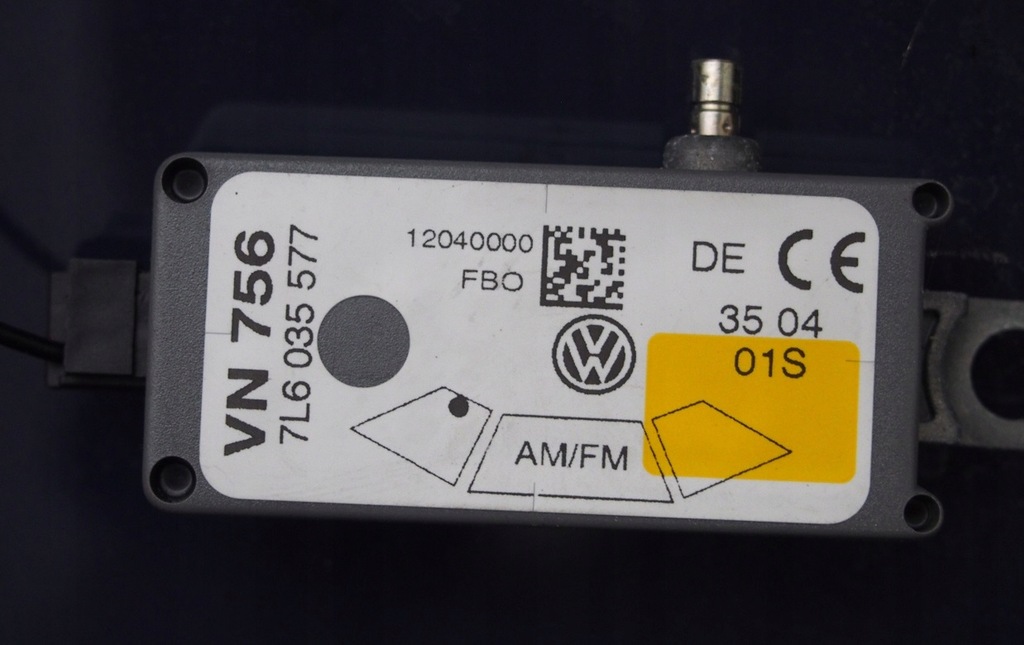 VN 756
7L6 035 577
12040000
FBO
DE CE
35 04
01S
AM/FM